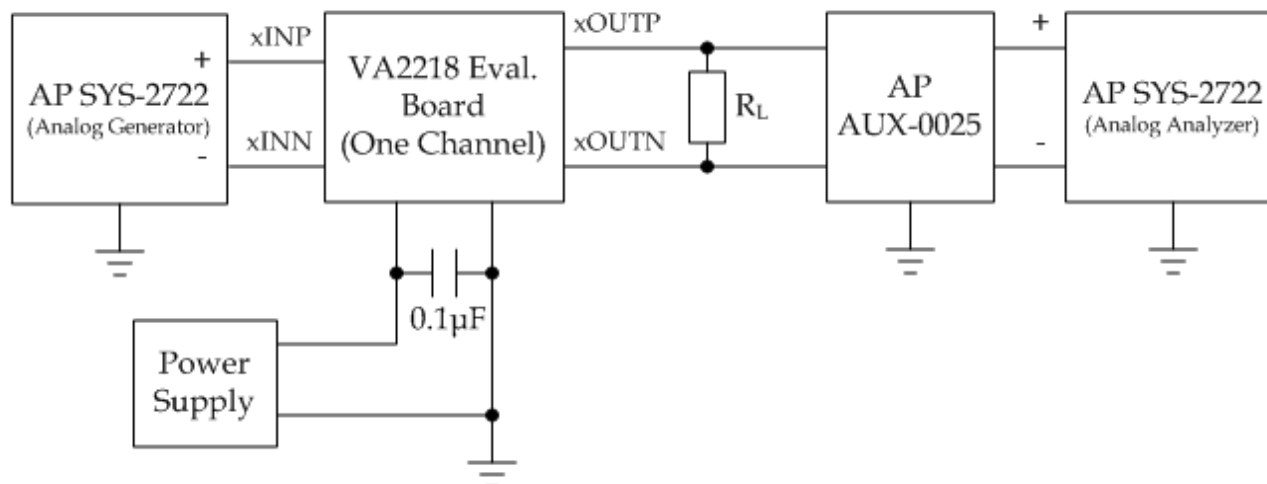 AP SYS-2722
(Analog Generator)
+
-
xINP
xINN
VA2218 Eval.
Board
(One Channel)
xOUTP
xOUTN
R_L
AP
AUX-0025
+
-
AP SYS-2722
(Analog Analyzer)
0.1µF
Power
Supply